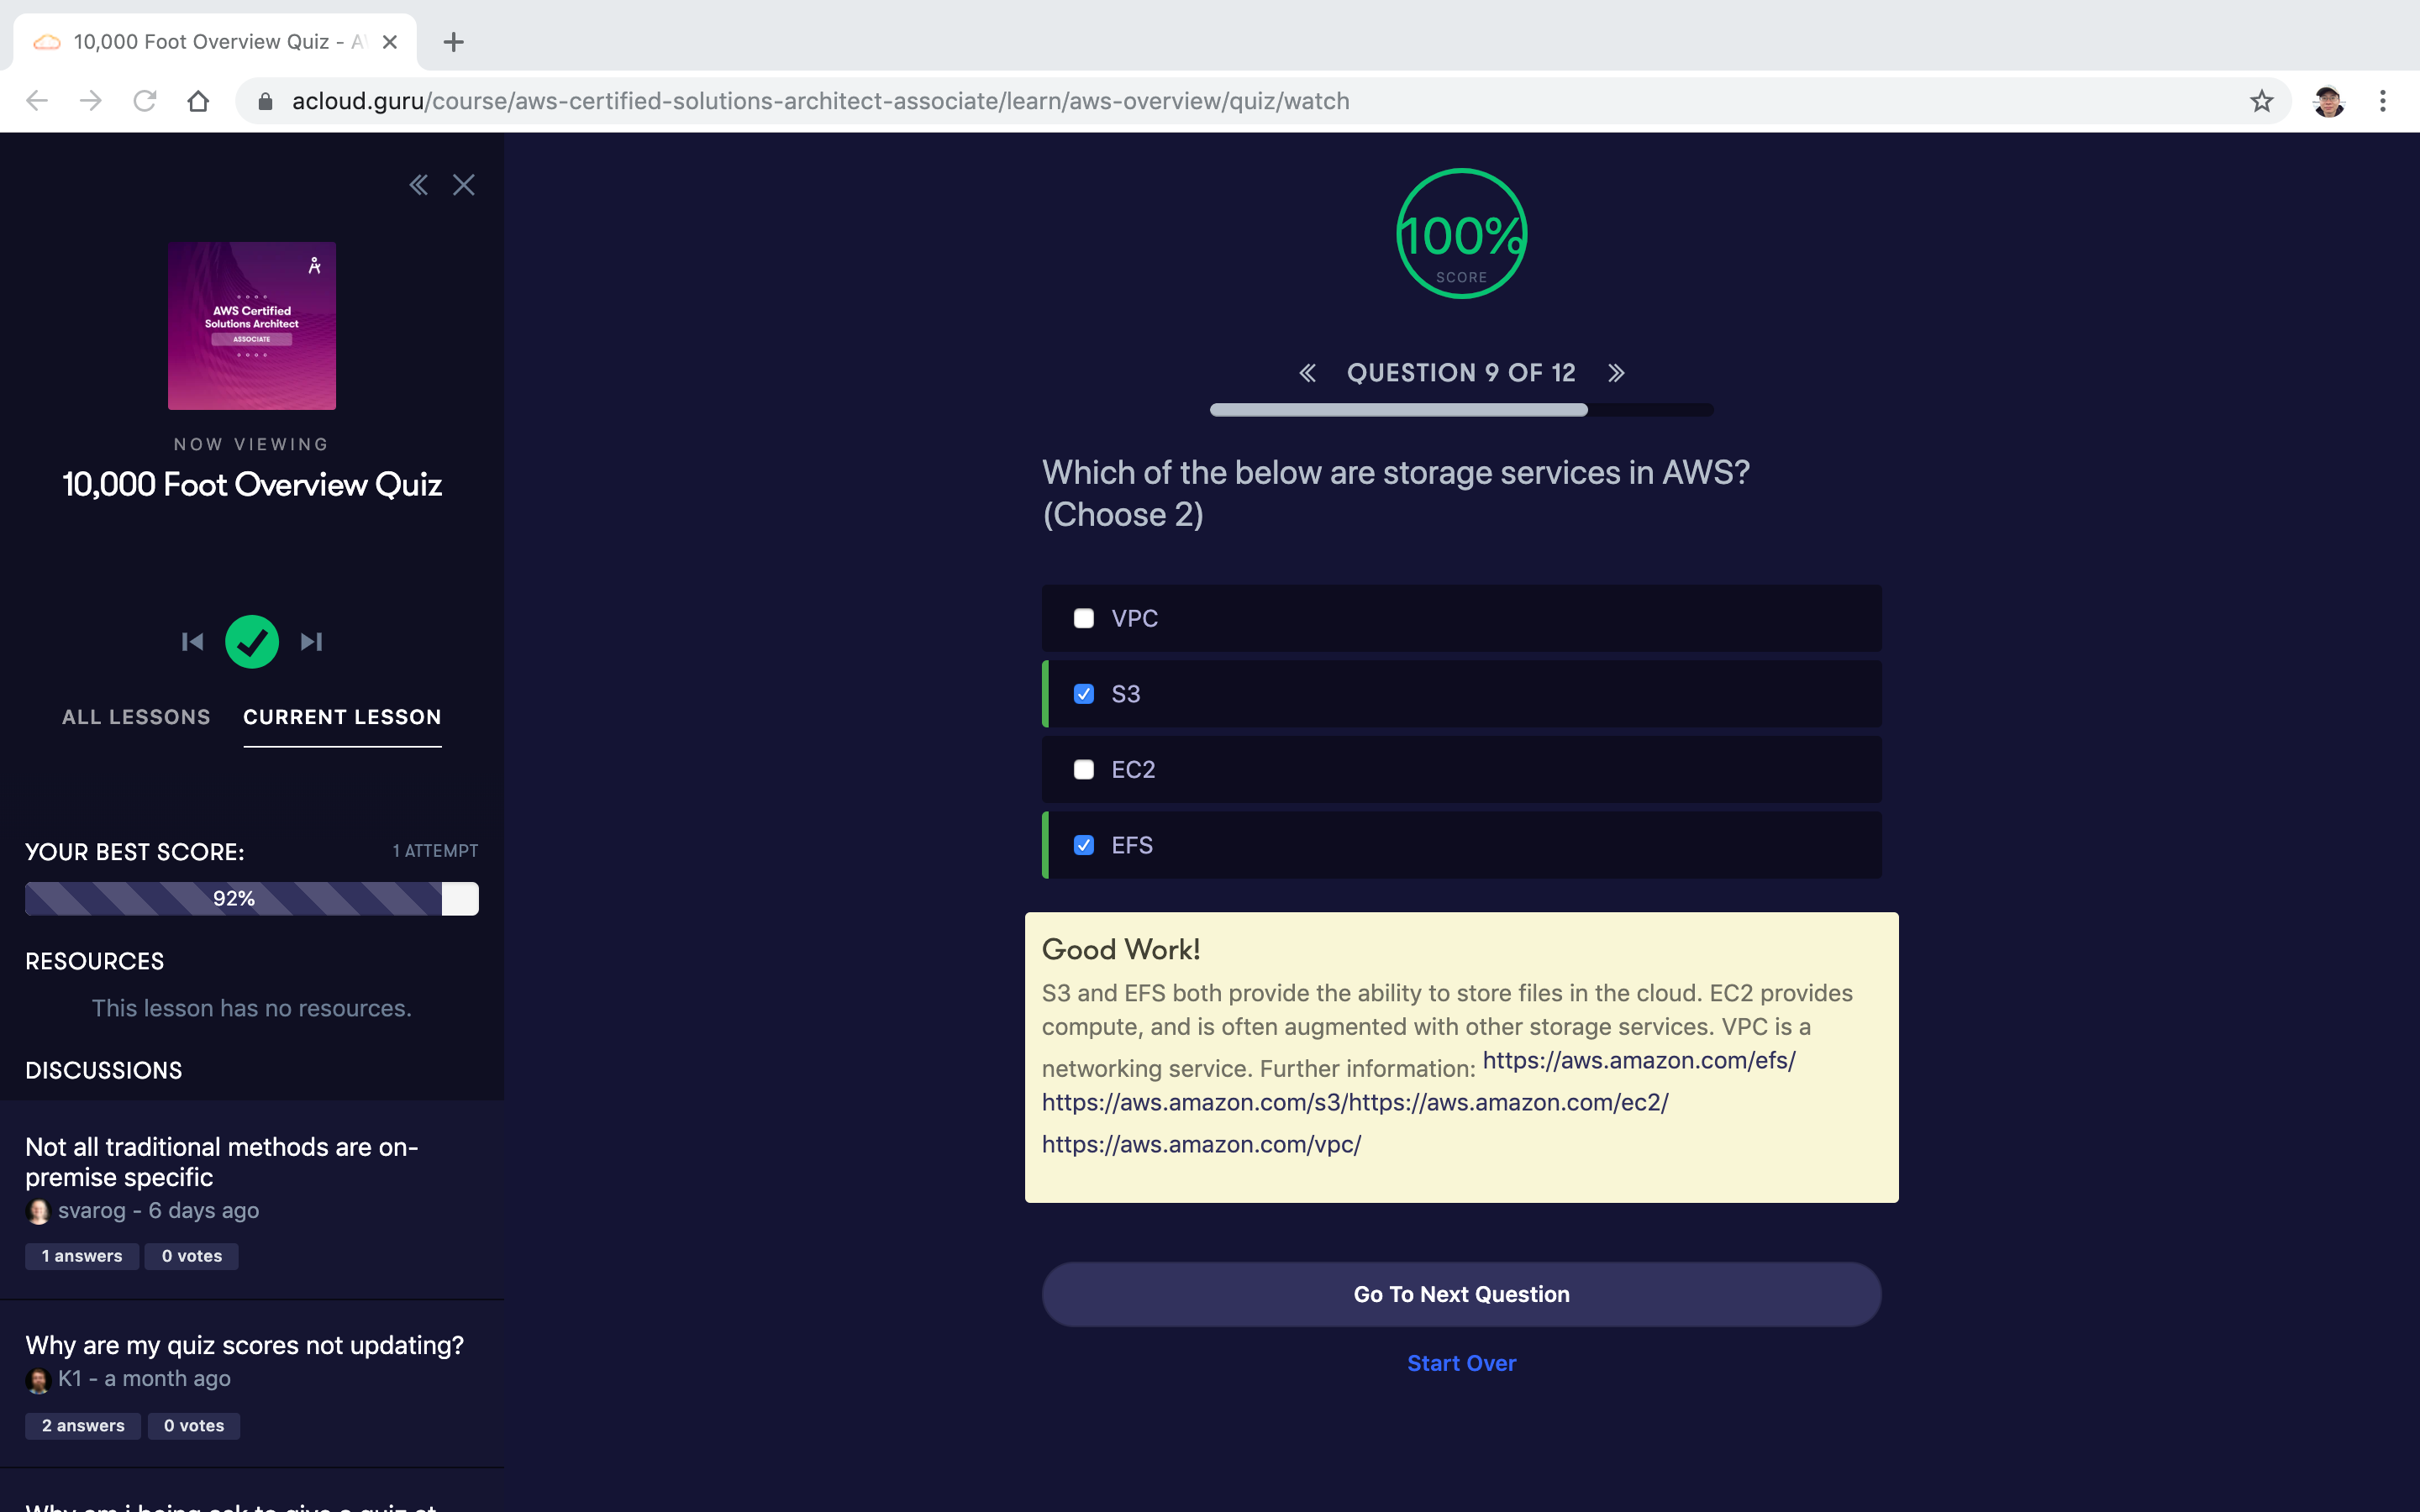 10,000 Foot Overview Quiz - A
acloud.guru/course/aws-certified-solutions-architect-associate/learn/aws-overview/quiz/watch
AWS Certified
Solutions Architect
ASSOCIATE
NOW VIEWING
10,000 Foot Overview Quiz
ALL LESSONS
CURRENT LESSON
YOUR BEST SCORE:
1 ATTEMPT
92%
RESOURCES
This lesson has no resources.
DISCUSSIONS
Not all traditional methods are on-
premise specific
svarog - 6 days ago
1 answers
0 votes
Why are my quiz scores not updating?
K1 - a month ago
2 answers
0 votes
Why am i being ask to give a quiz at
100%
SCORE
QUESTION 9 OF 12
Which of the below are storage services in AWS?
(Choose 2)
VPC
S3
EC2
EFS
Good Work!
S3 and EFS both provide the ability to store files in the cloud. EC2 provides
compute, and is often augmented with other storage services. VPC is a
networking service. Further information: https://aws.amazon.com/efs/
https://aws.amazon.com/s3/https://aws.amazon.com/ec2/
https://aws.amazon.com/vpc/
Go To Next Question
Start Over